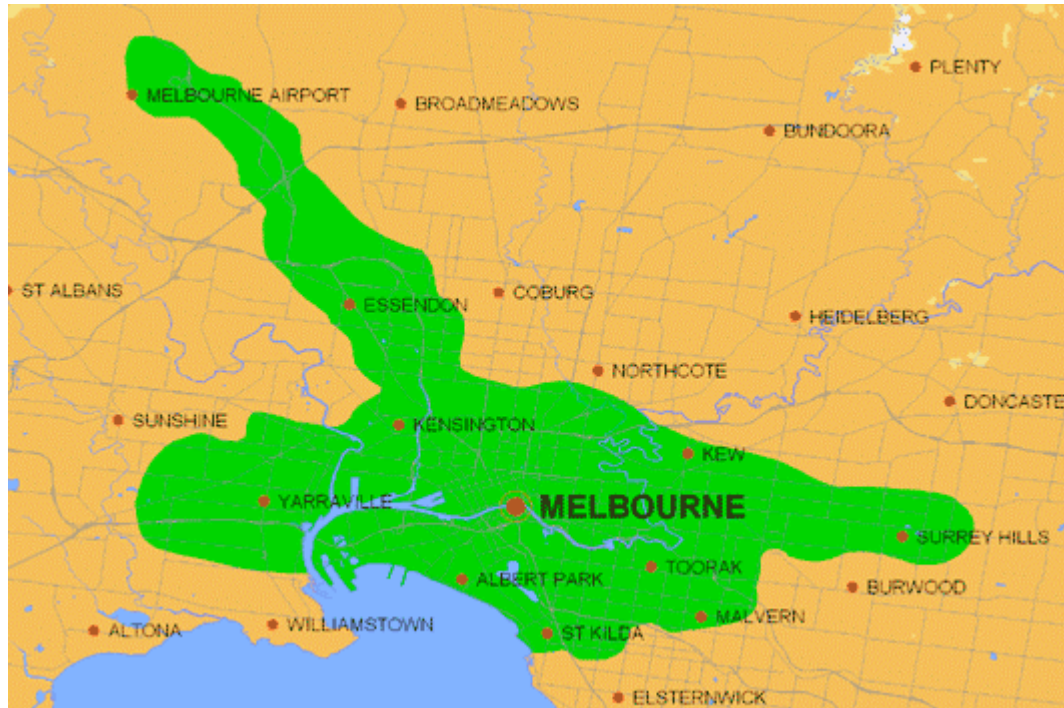 PLENTY
MELBOURNE AIRPORT
BROADMEADOWS
BUNDOORA
ST ALBANS
COBURG
ESSENDON
HEIDELBERG
NORTHCOTE
DONCASTE
SUNSHINE
KENSINGTON
KEW
YARRAVILLE
MELBOURNE
SURREY HILLS
TOORAK
ALBERT PARK
BURWOOD
MALVERN
WILLIAMSTOWN
ALTONA
ST KILDA
ELSTERNWICK